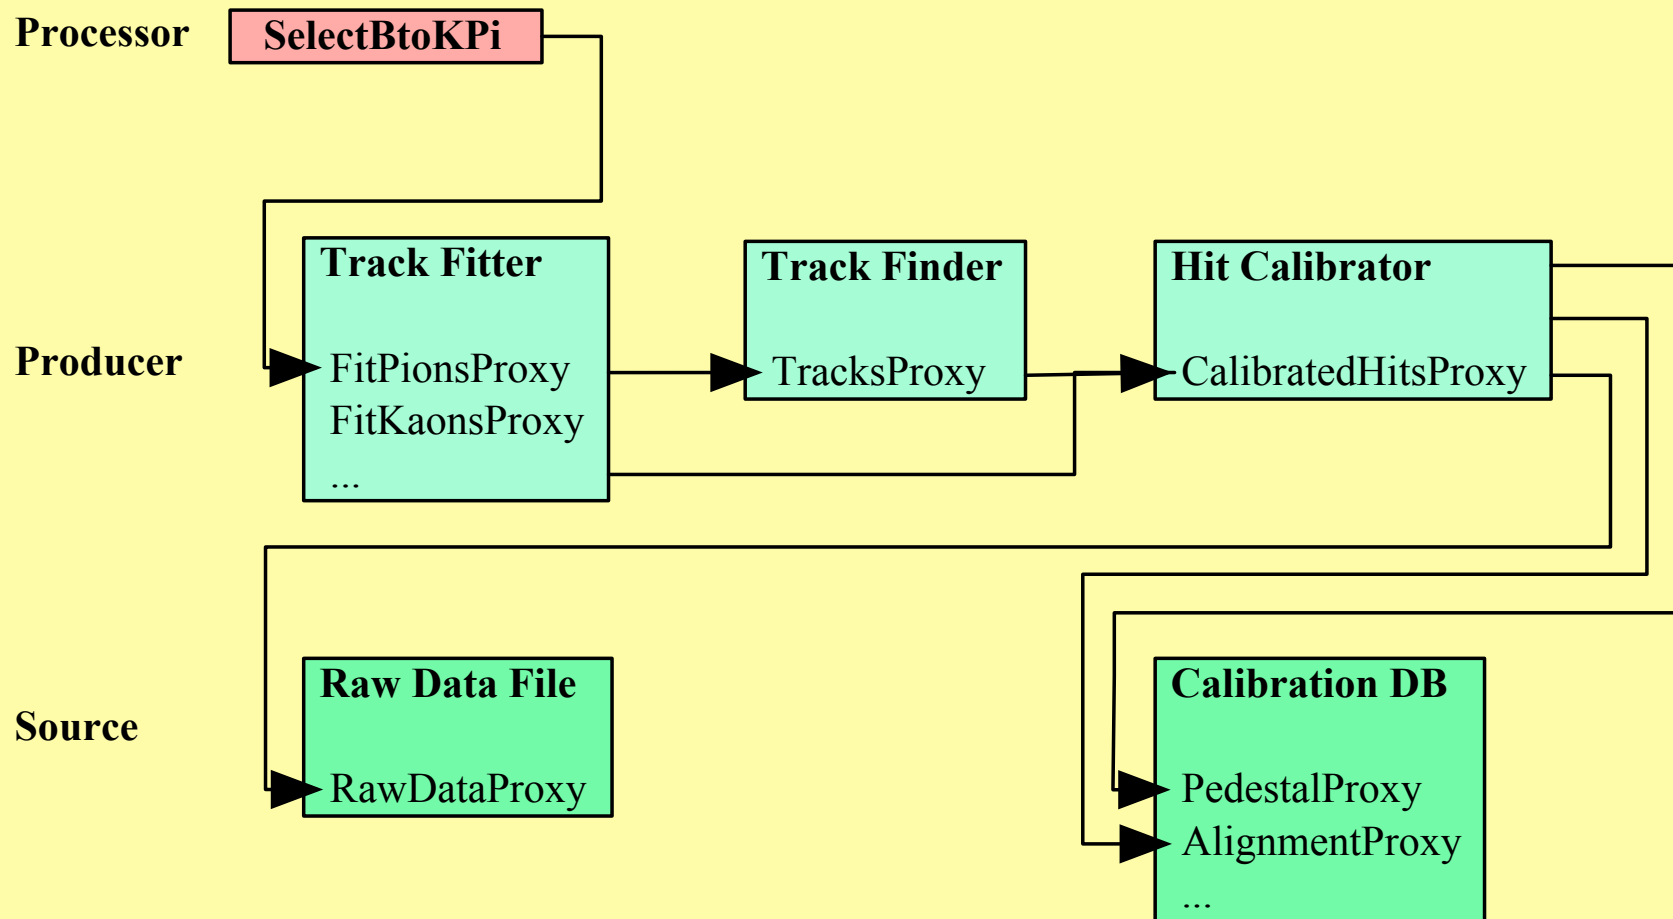 Processor
SelectBtoKPi
Producer
Track Fitter
FitPionsProxy
FitKaonsProxy
...
Track Finder
TracksProxy
Hit Calibrator
CalibratedHitsProxy
Source
Raw Data File
RawDataProxy
Calibration DB
PedestalProxy
AlignmentProxy
...